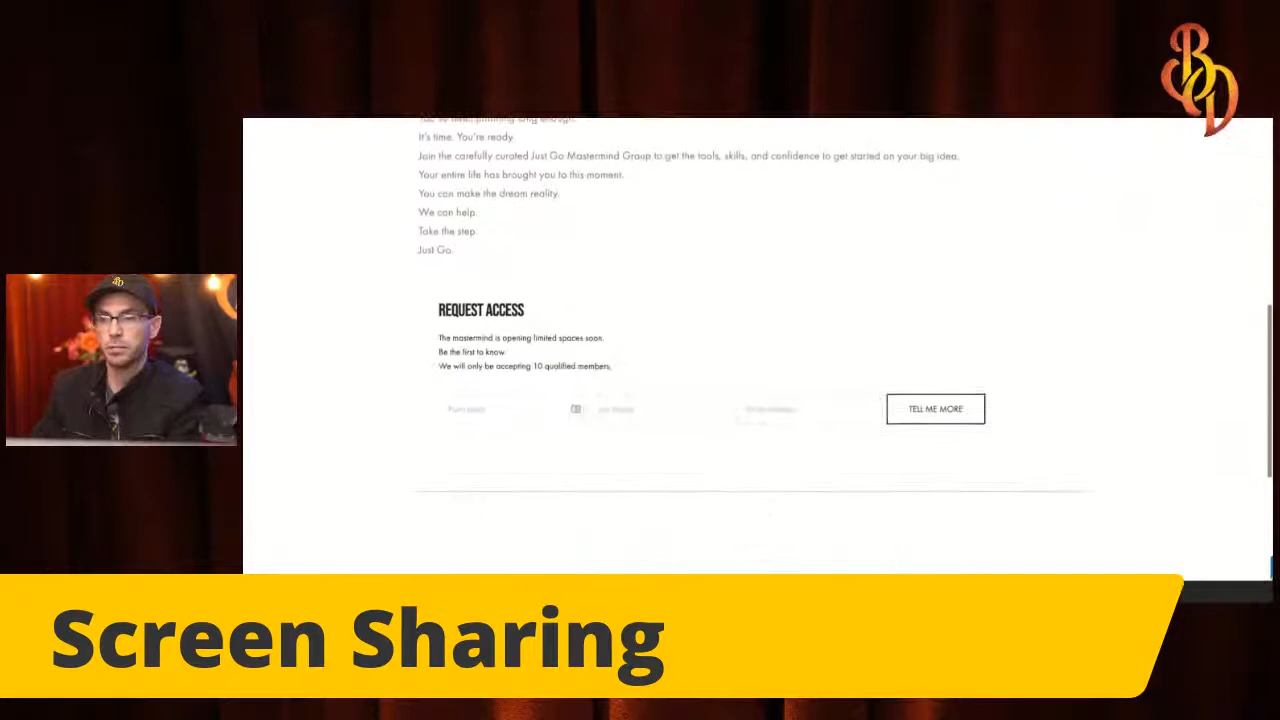 It's time. You're ready.
Join the carefully curated Just Go Mastermind Group to get the tools, skills, and confidence to get started on your big idea.
Your entire life has brought you to this moment.
You can make the dream reality.
We can help.
Take the step.
Just Go.
REQUEST ACCESS
The mastermind is opening limited spaces soon.
Be the first to know
We will only be accepting 10 qualified members,
TELL ME MORE
Screen Sharing